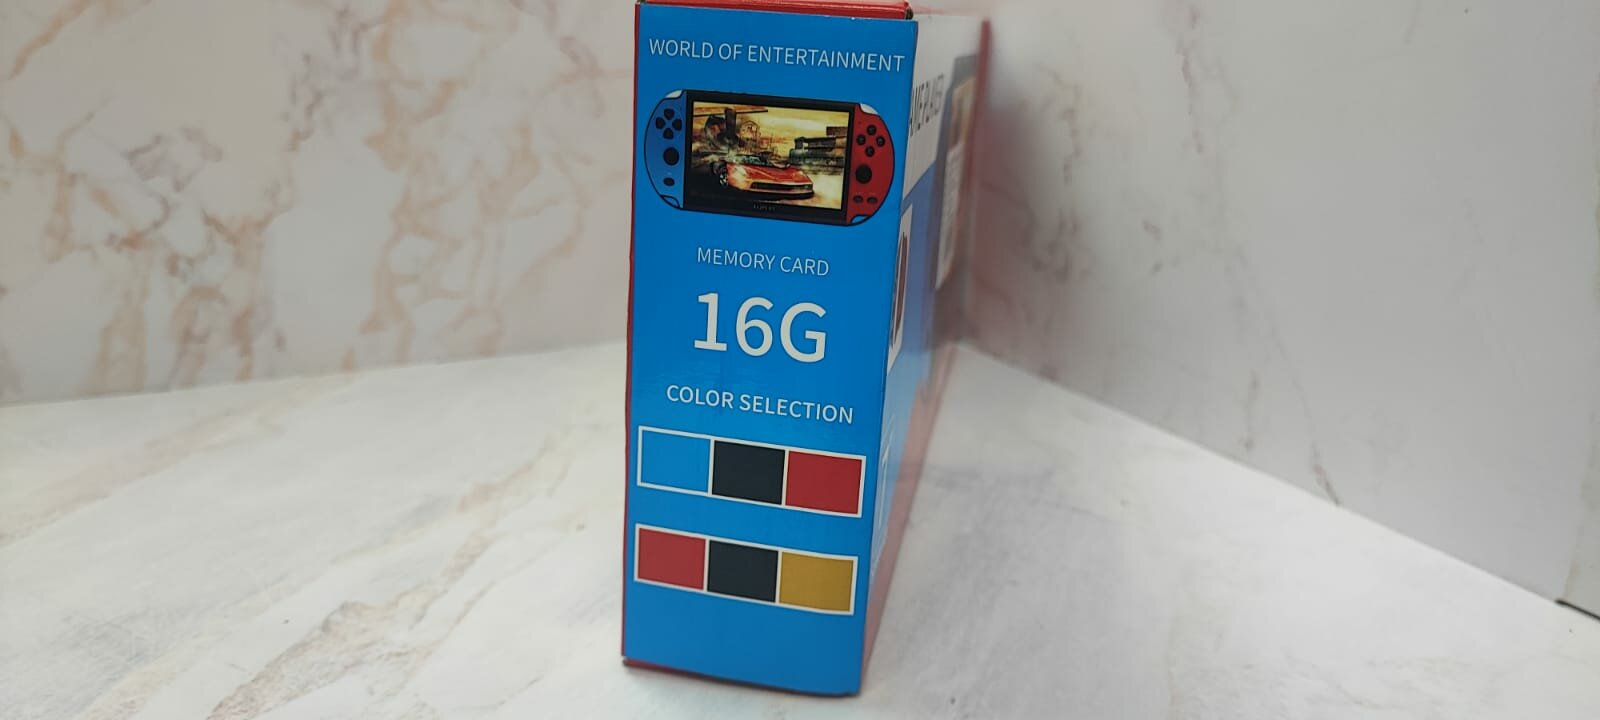 WORLD OF ENTERTAINMENT
MEMORY CARD
16G
COLOR SELECTION